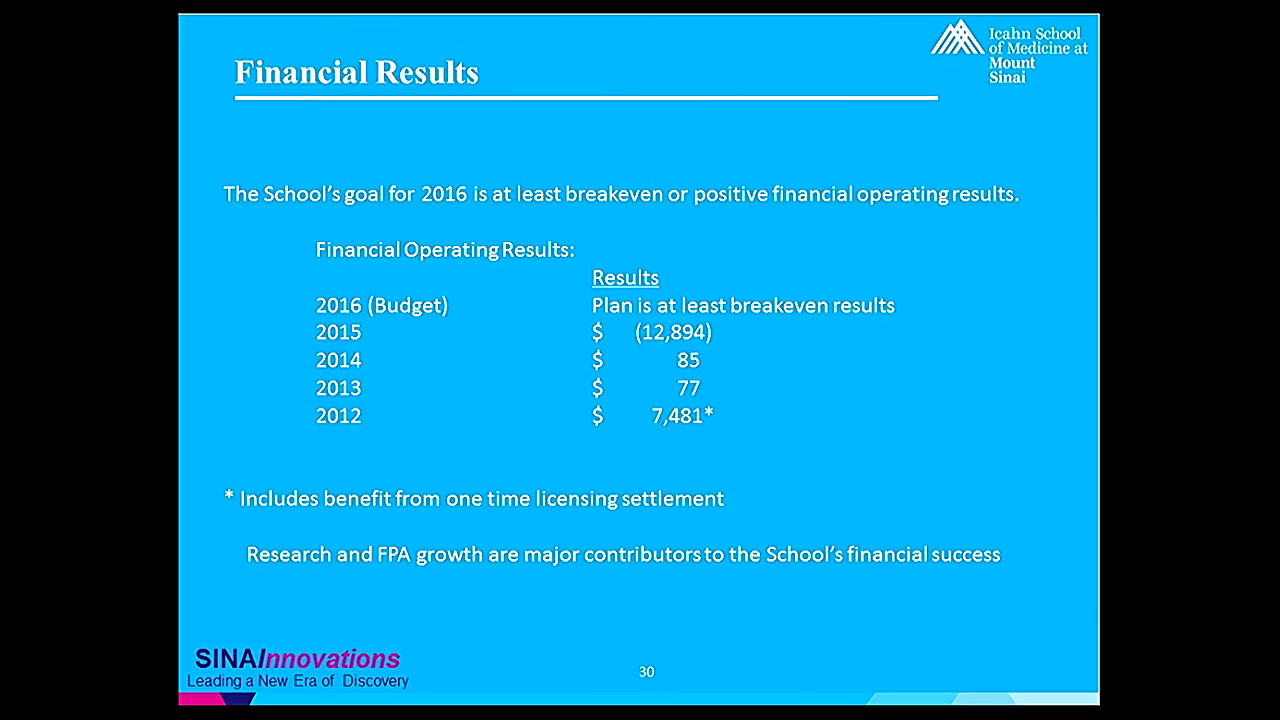 Icahn School
of Medicine at
Mount
Sinai
Financial Results
The School's goal for 2016 is at least breakeven or positive financial operating results.
Financial Operating Results:
Results
2016 (Budget) Plan is at least breakeven results
2015 $ (12,894)
2014 $ 85
2013 $ 77
2012 $ 7,481*
* Includes benefit from one time licensing settlement
Research and FPA growth are major contributors to the School's financial success
SINAInnovations
Leading a New Era of Discovery
30